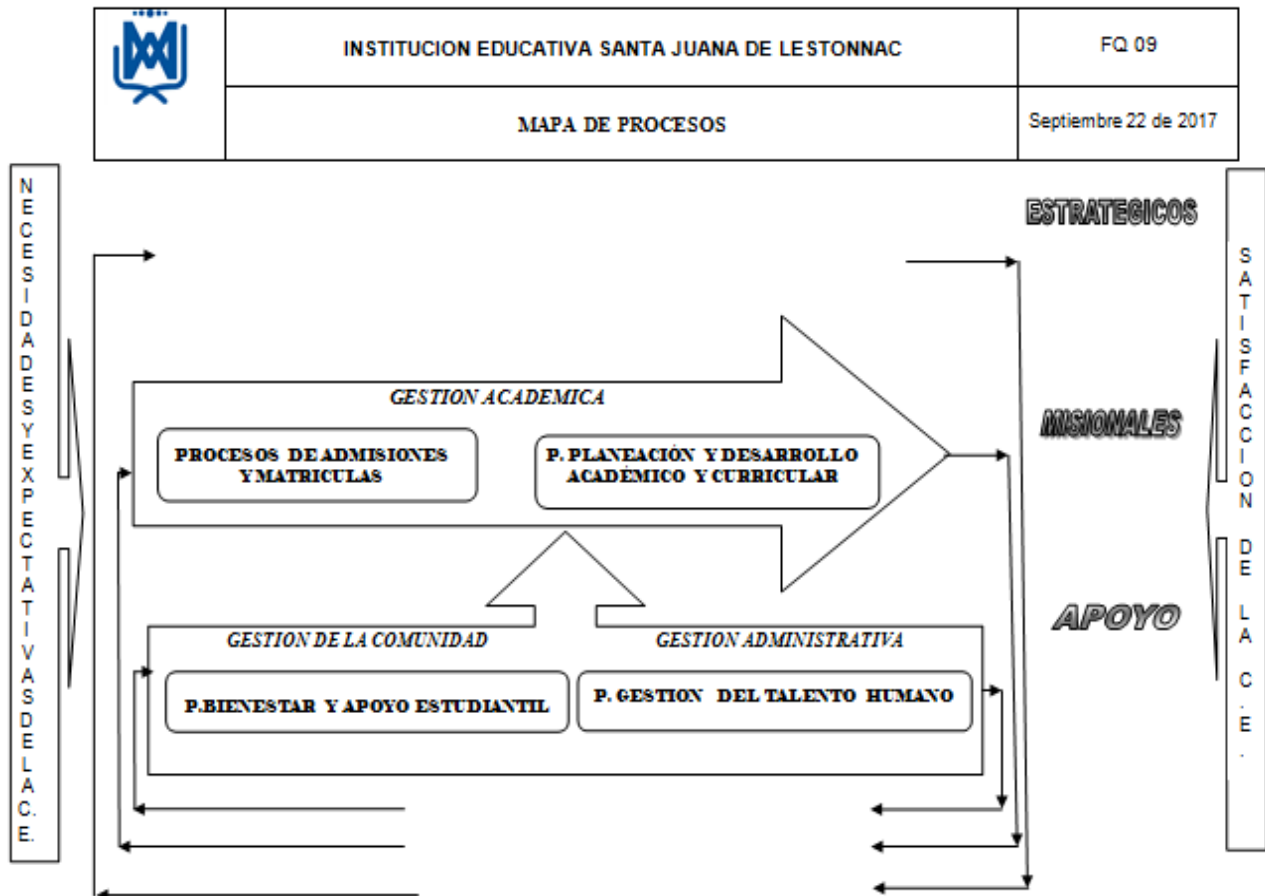 INSTITUCION EDUCATIVA SANTA JUANA DE LESTONNAC
FQ 09
MAPA DE PROCESOS
Septiembre 22 de 2017
NECESIDADESYEXPECTATIVASDELAC.E.
ESTRATEGICOS
GESTION ACADEMICA
PROCESOS DE ADMISIONES
Y MATRICULAS
P. PLANEACIÓN Y DESARROLLO
ACADÉMICO Y CURRICULAR
MISIONALES
GESTION DE LA COMUNIDAD
GESTION ADMINISTRATIVA
P.BIENESTAR Y APOYO ESTUDIANTIL
P. GESTION DEL TALENTO HUMANO
APOYO
SATISFACCCION DE LA C.E.